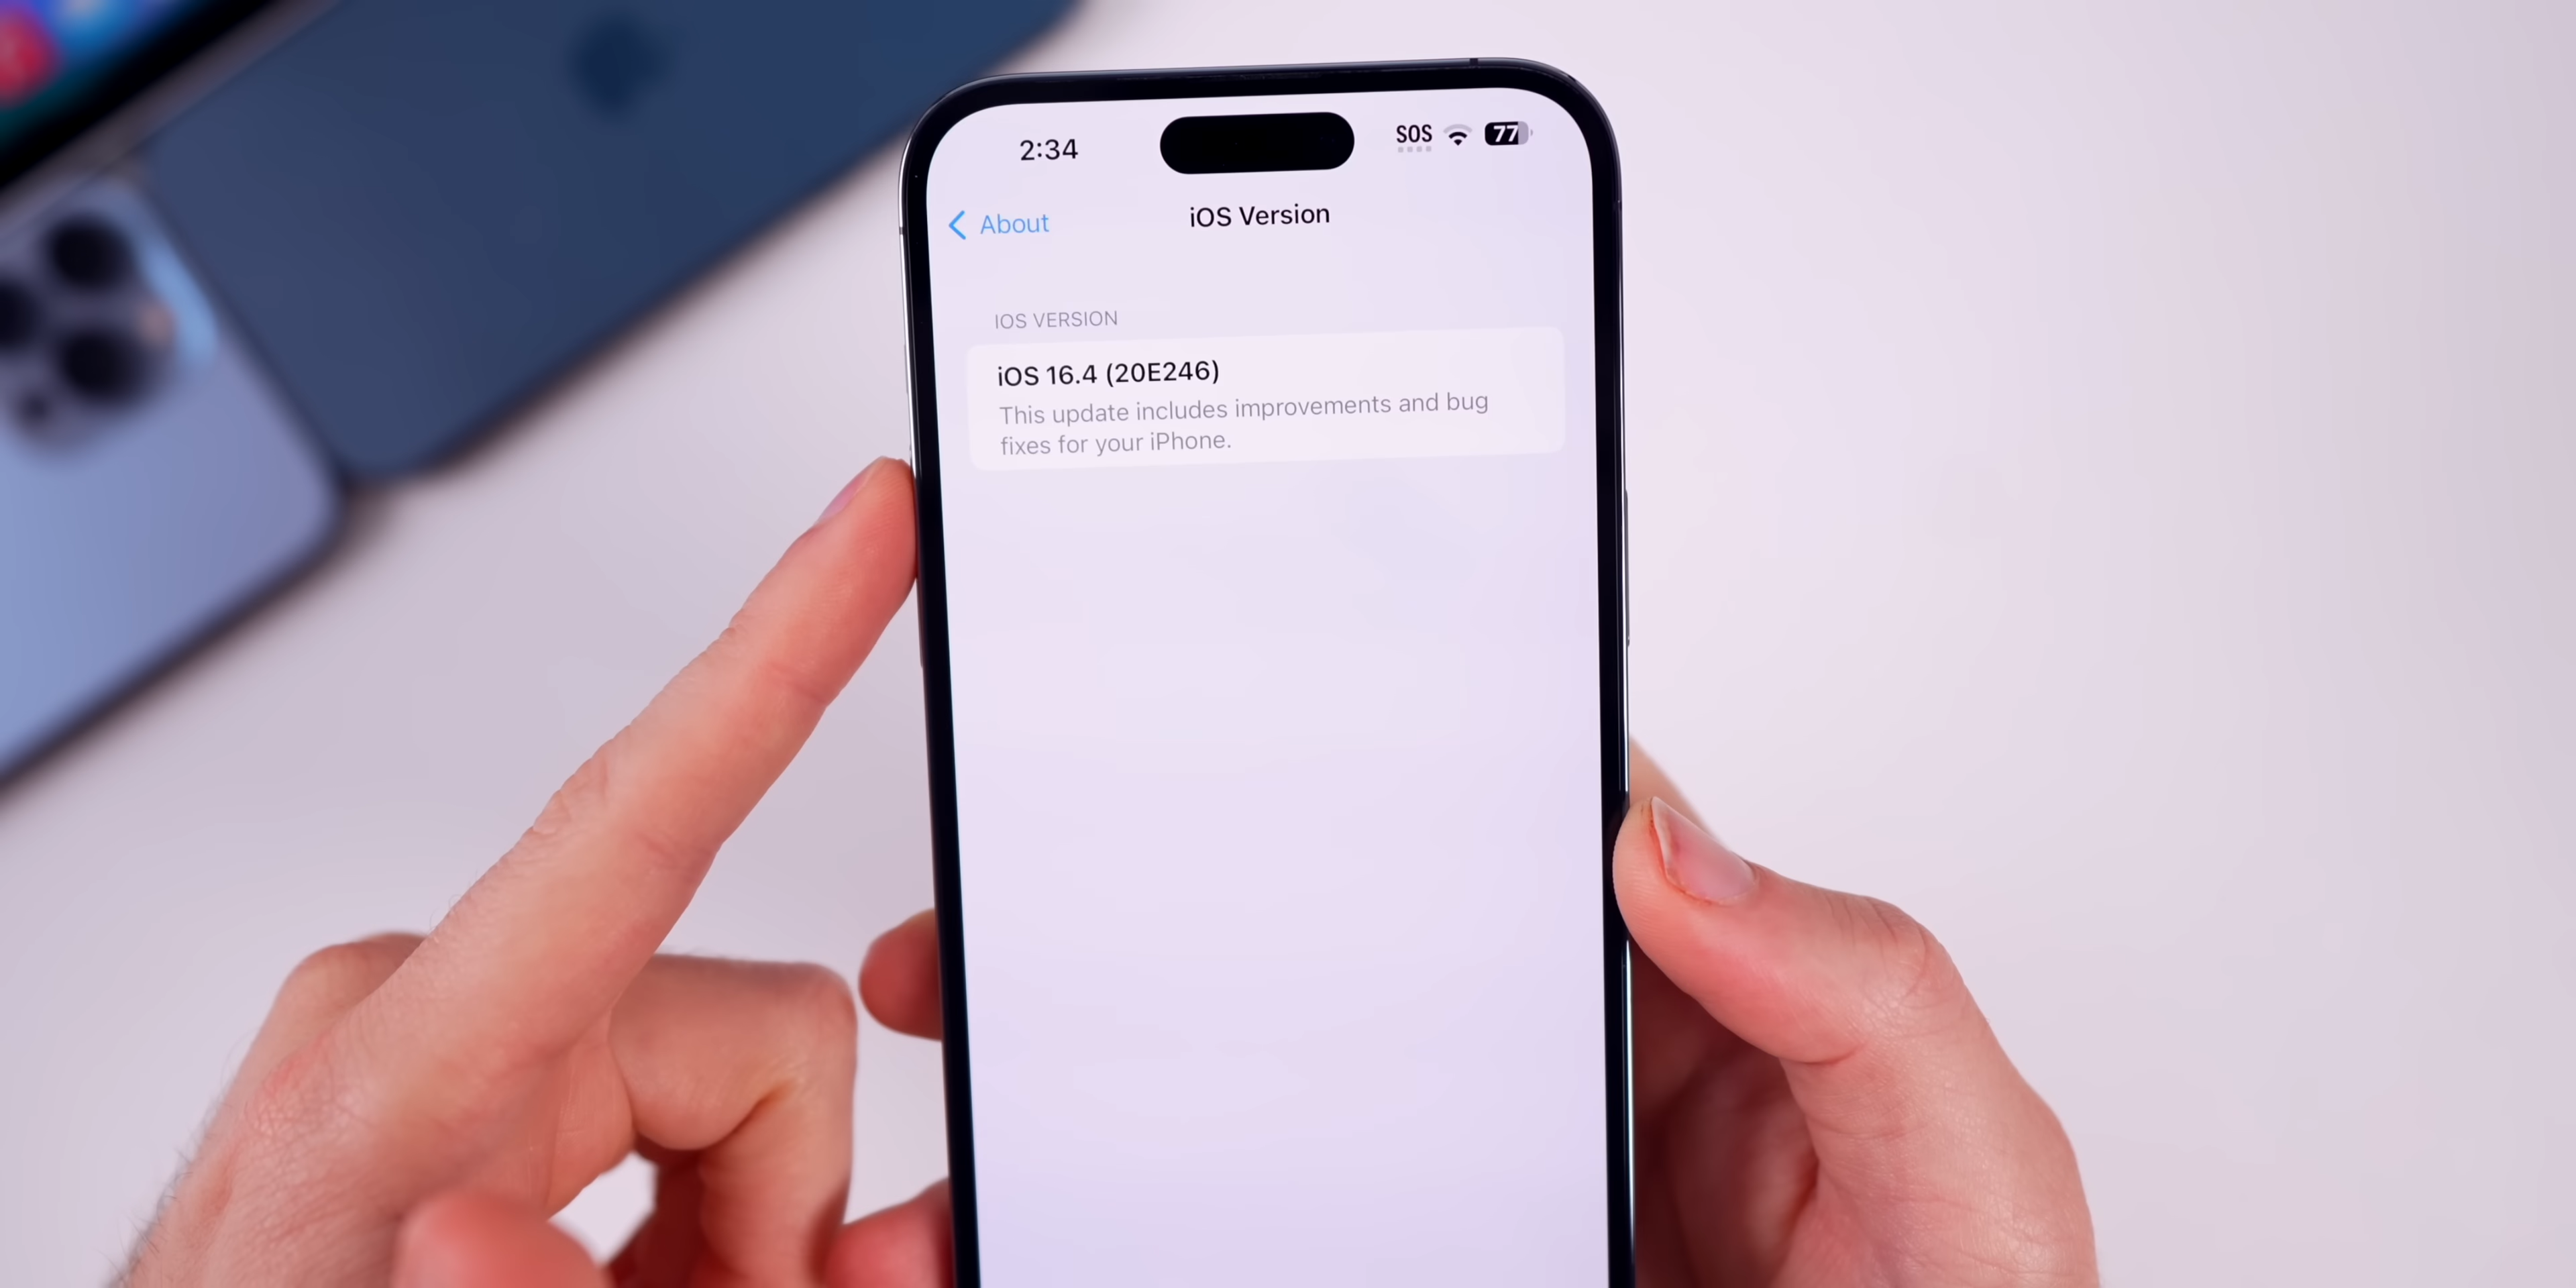 2:34
SOS
77
About
iOS Version
IOS VERSION
iOS 16.4 (20E246)
This update includes improvements and bug
fixes for your iPhone.